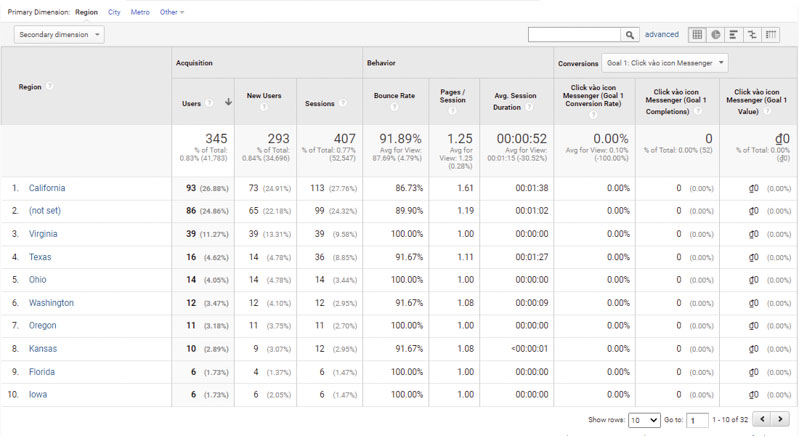 Primary Dimension: Region City Metro Other
Secondary dimension
advanced
Region
Acquisition
Behavior
Conversions Goal 1: Click vào icon Messenger
Users
New Users
Sessions
Bounce Rate
Pages / Session
Avg. Session Duration
Click vào icon Messenger (Goal 1 Conversion Rate)
Click vào icon Messenger (Goal 1 Completions)
Click vào icon Messenger (Goal 1 Value)
345 293 407 91.89% 1.25 00:00:52 0.00% 0 ₫0
% of Total: 0.83% (41,783)
% of Total: 0.84% (34,696)
% of Total: 0.77% (52,547)
Avg for View: 87.69% (4.79%)
Avg for View: 1.25 (0.28%)
Avg for View: 00:01:15 (-30.52%)
Avg for View: 0.10% (-100.00%)
% of Total: 0.00% (52)
% of Total: 0.00% (₫0)
1. California 93 (26.88%) 73 (24.91%) 113 (27.76%) 86.73% 1.61 00:01:38 0.00% 0 (0.00%) ₫0 (0.00%)
2. (not set) 86 (24.86%) 65 (22.18%) 99 (24.32%) 89.90% 1.19 00:01:02 0.00% 0 (0.00%) ₫0 (0.00%)
3. Virginia 39 (11.27%) 39 (13.31%) 39 (9.58%) 100.00% 1.00 00:00:00 0.00% 0 (0.00%) ₫0 (0.00%)
4. Texas 16 (4.62%) 14 (4.78%) 36 (8.85%) 91.67% 1.11 00:01:27 0.00% 0 (0.00%) ₫0 (0.00%)
5. Ohio 14 (4.05%) 14 (4.78%) 14 (3.44%) 100.00% 1.00 00:00:00 0.00% 0 (0.00%) ₫0 (0.00%)
6. Washington 12 (3.47%) 12 (4.10%) 12 (2.95%) 91.67% 1.08 00:00:09 0.00% 0 (0.00%) ₫0 (0.00%)
7. Oregon 11 (3.18%) 11 (3.75%) 11 (2.70%) 100.00% 1.00 00:00:00 0.00% 0 (0.00%) ₫0 (0.00%)
8. Kansas 10 (2.89%) 9 (3.07%) 12 (2.95%) 91.67% 1.08 <00:00:01 0.00% 0 (0.00%) ₫0 (0.00%)
9. Florida 6 (1.73%) 4 (1.37%) 6 (1.47%) 100.00% 1.00 00:00:00 0.00% 0 (0.00%) ₫0 (0.00%)
10. Iowa 6 (1.73%) 6 (2.05%) 6 (1.47%) 100.00% 1.00 00:00:00 0.00% 0 (0.00%) ₫0 (0.00%)
Show rows: 10 Go to: 1 1 - 10 of 32